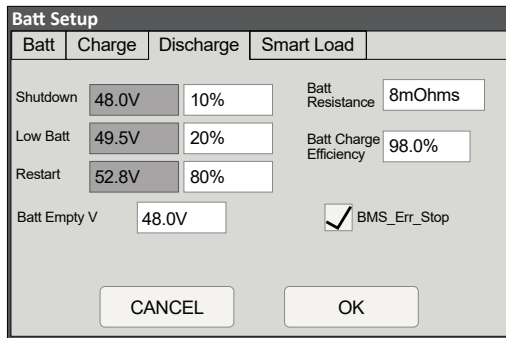 Batt Setup
Batt Charge Discharge Smart Load
Shutdown 48.0V 10%
Batt Resistance 8mOhms
Low Batt 49.5V 20%
Batt Charge Efficiency 98.0%
Restart 52.8V 80%
Batt Empty V 48.0V
BMS_Err_Stop
CANCEL OK